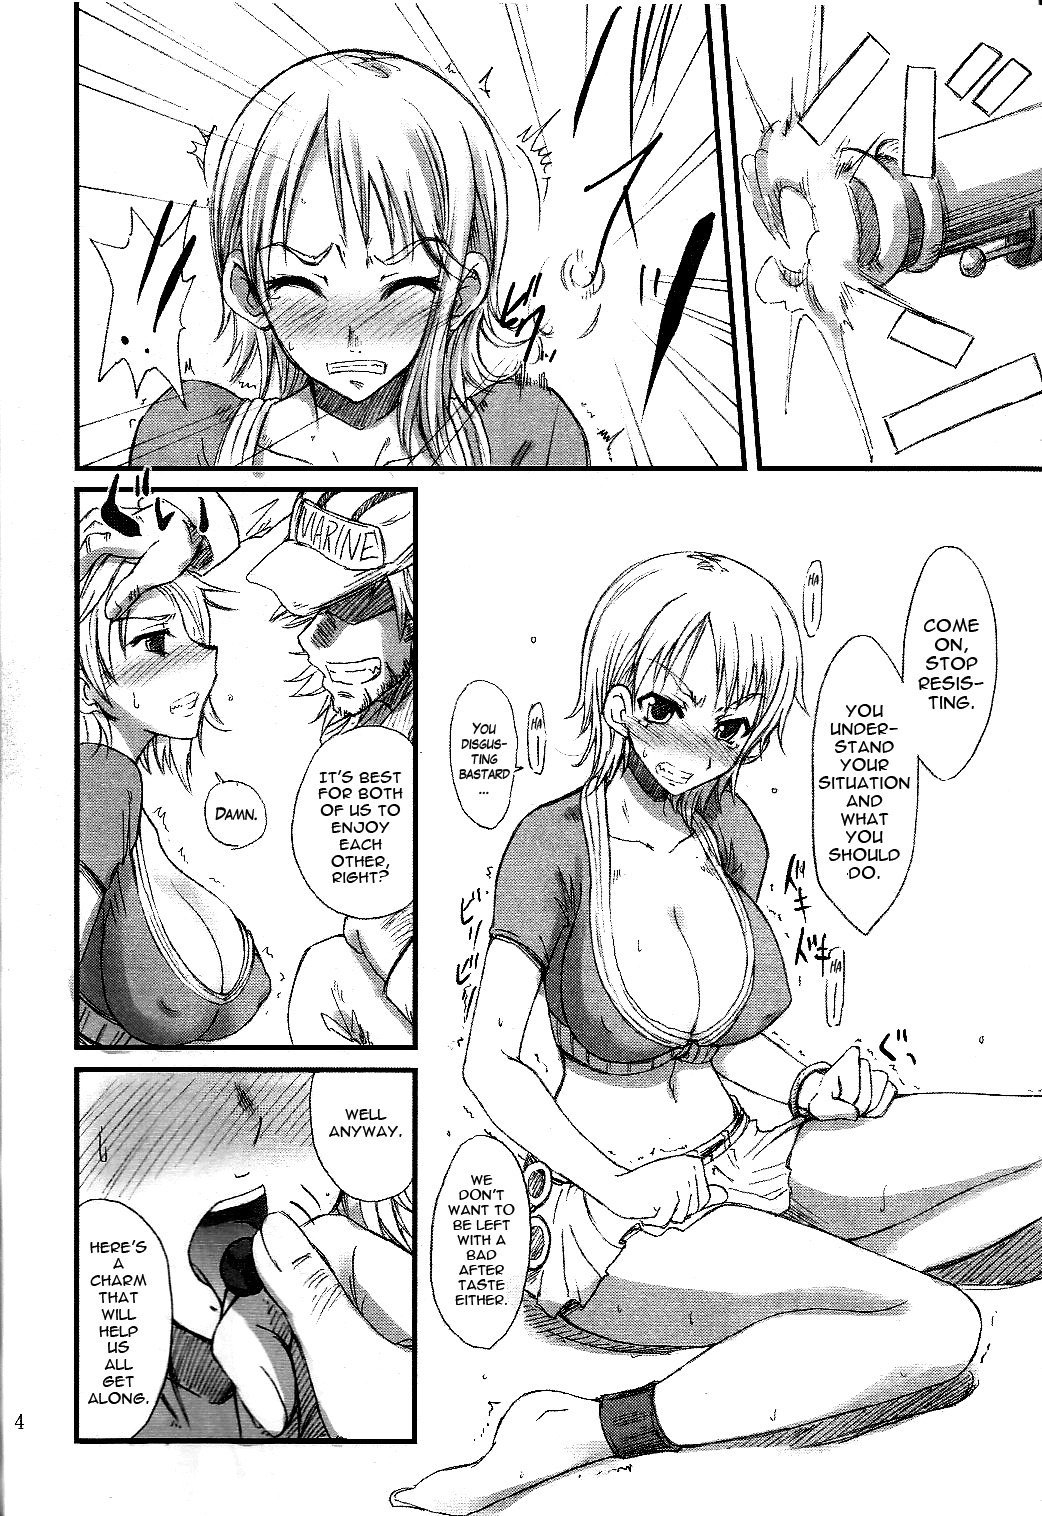 COME
ON,
STOP
RESIS-
TING.
YOU
UNDER-
STAND
YOUR
SITUATION
AND
WHAT
YOU
SHOULD
DO.
HA
HA
HA
YOU
DISGUS-
TING
BASTARD
...
WE
DON'T
WANT TO
BE LEFT
WITH A
BAD
AFTER
TASTE
EITHER.
MARINE
IT'S BEST
FOR BOTH
OF US TO
ENJOY
EACH
OTHER,
RIGHT?
DAMN.
WELL
ANYWAY.
HERE'S
A
CHARM
THAT
WILL
HELP
US
ALL
GET
ALONG.
4